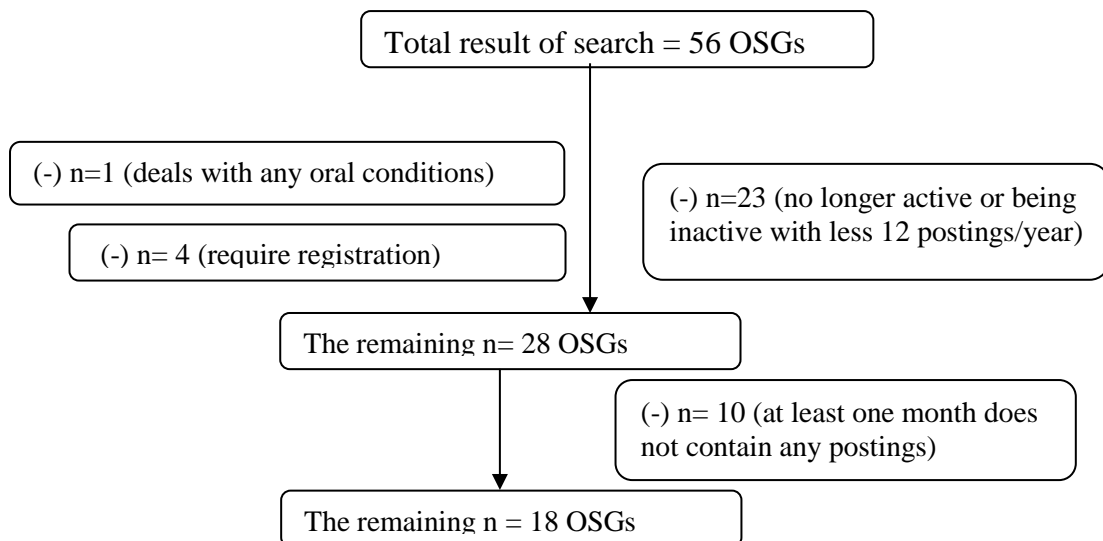 Total result of search = 56 OSGs
(-) n=1 (deals with any oral conditions)
(-) n=23 (no longer active or being
inactive with less 12 postings/year)
(-) n= 4 (require registration)
The remaining n= 28 OSGs
(-) n= 10 (at least one month does
not contain any postings)
The remaining n = 18 OSGs